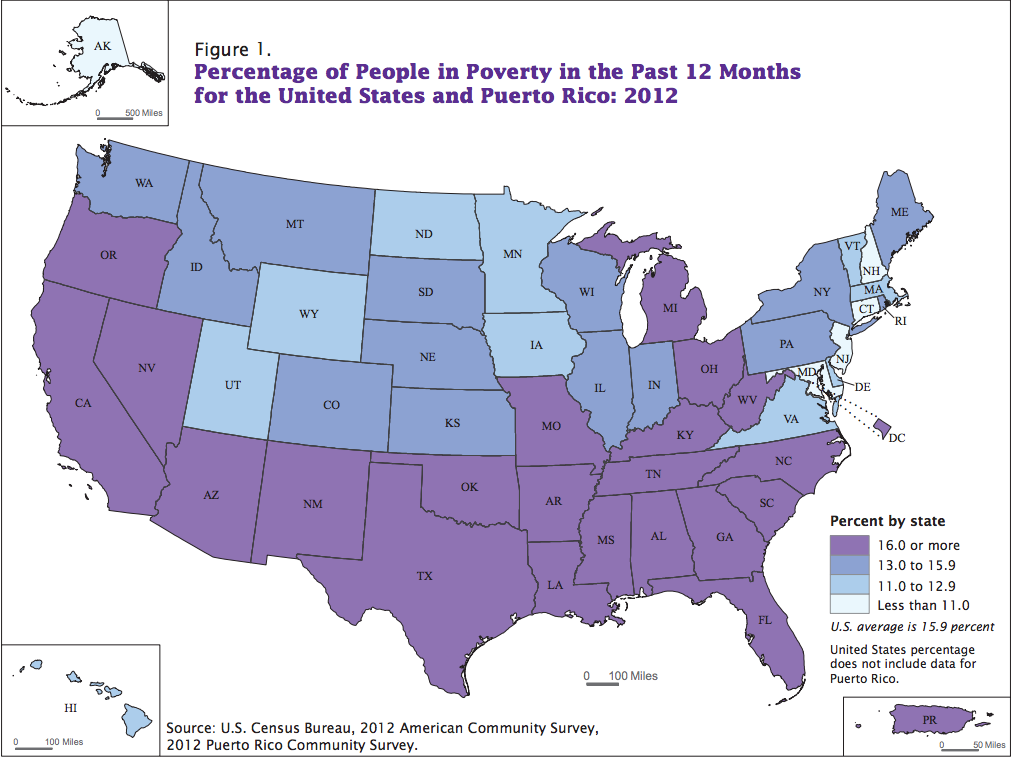 AK
0 500 Miles
Figure 1.
Percentage of People in Poverty in the Past 12 Months
for the United States and Puerto Rico: 2012
WA
MT
ND
MN
ME
OR
ID
SD
WI
MI
NY
VT
NH
MA
CT
RI
WY
IA
PA
NJ
NV
UT
NE
IL
IN
OH
MD
DE
CA
CO
KS
MO
WV
VA
KY
DC
AZ
NM
OK
AR
TN
NC
SC
MS
AL
GA
TX
LA
FL
Percent by state
16.0 or more
13.0 to 15.9
11.0 to 12.9
Less than 11.0
U.S. average is 15.9 percent
United States percentage
does not include data for
Puerto Rico.
0 100 Miles
HI
0 100 Miles
Source: U.S. Census Bureau, 2012 American Community Survey,
2012 Puerto Rico Community Survey.
PR
0 50 Miles